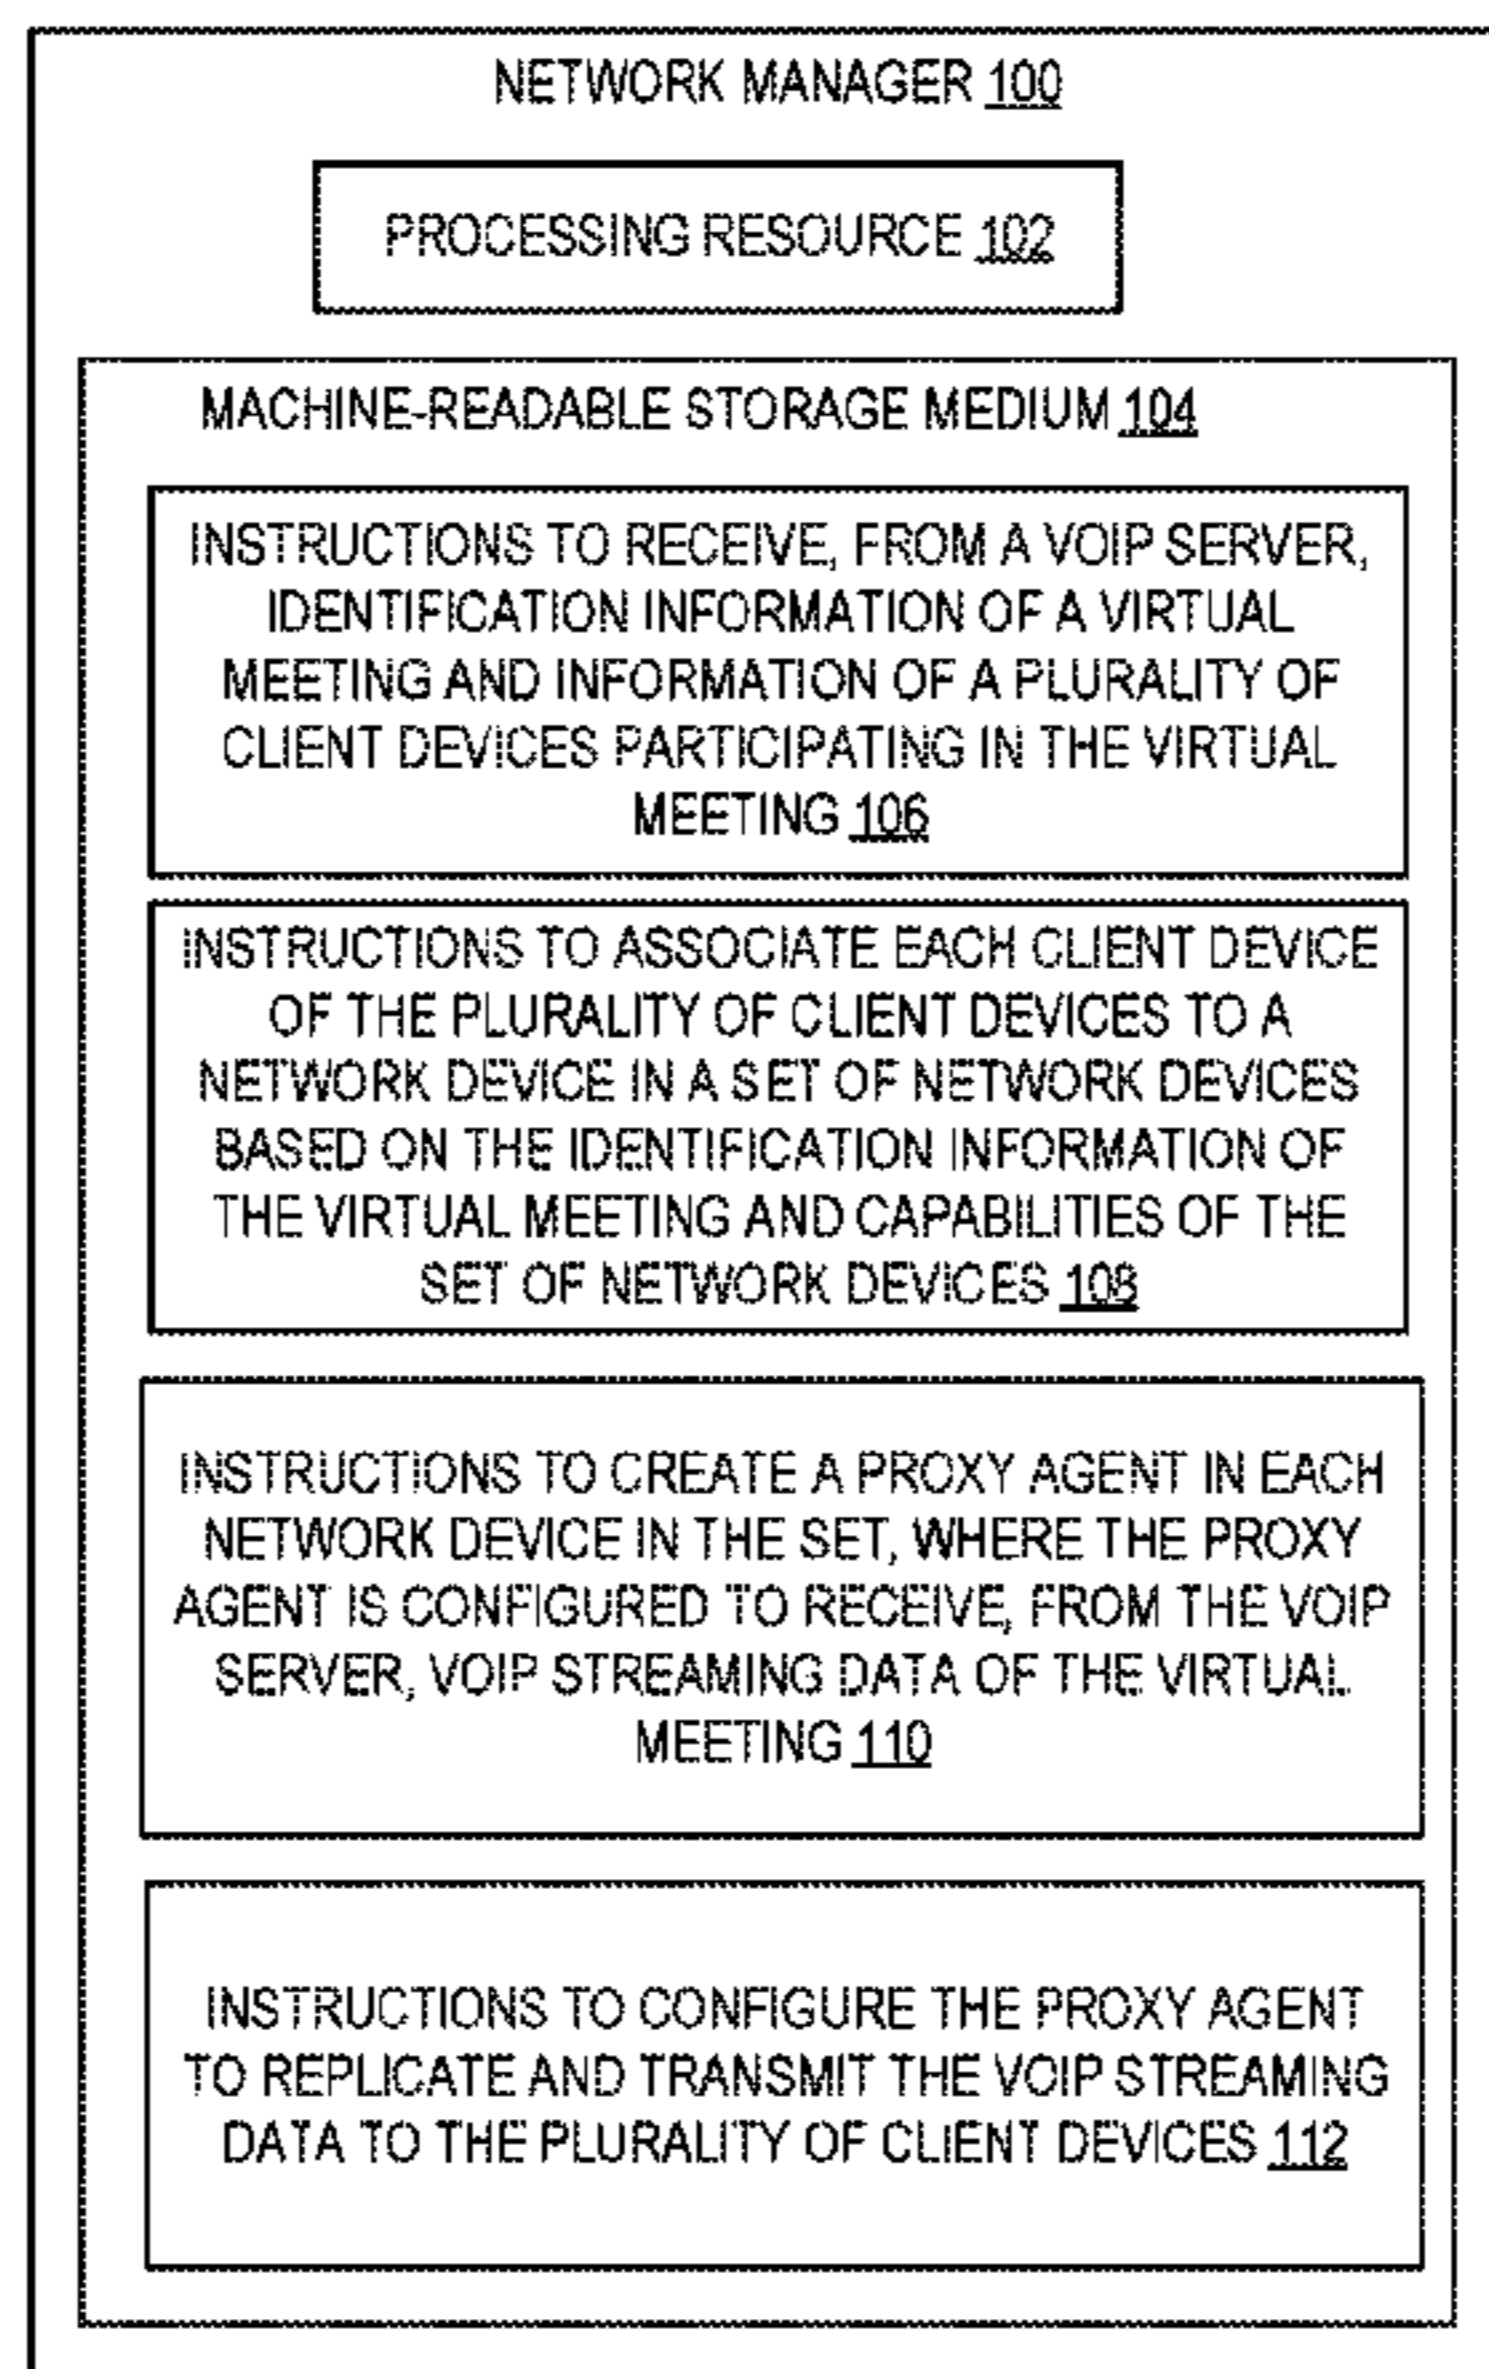 NETWORK MANAGER 100
PROCESSING RESOURCE 102
MACHINE-READABLE STORAGE MEDIUM 104
INSTRUCTIONS TO RECEIVE, FROM A VOIP SERVER,
IDENTIFICATION INFORMATION OF A VIRTUAL
MEETING AND INFORMATION OF A PLURALITY OF
CLIENT DEVICES PARTICIPATING IN THE VIRTUAL
MEETING 106
INSTRUCTIONS TO ASSOCIATE EACH CLIENT DEVICE
OF THE PLURALITY OF CLIENT DEVICES TO A
NETWORK DEVICE IN A SET OF NETWORK DEVICES
BASED ON THE IDENTIFICATION INFORMATION OF
THE VIRTUAL MEETING AND CAPABILITIES OF THE
SET OF NETWORK DEVICES 108
INSTRUCTIONS TO CREATE A PROXY AGENT IN EACH
NETWORK DEVICE IN THE SET, WHERE THE PROXY
AGENT IS CONFIGURED TO RECEIVE, FROM THE VOIP
SERVER, VOIP STREAMING DATA OF THE VIRTUAL
MEETING 110
INSTRUCTIONS TO CONFIGURE THE PROXY AGENT
TO REPLICATE AND TRANSMIT THE VOIP STREAMING
DATA TO THE PLURALITY OF CLIENT DEVICES 112